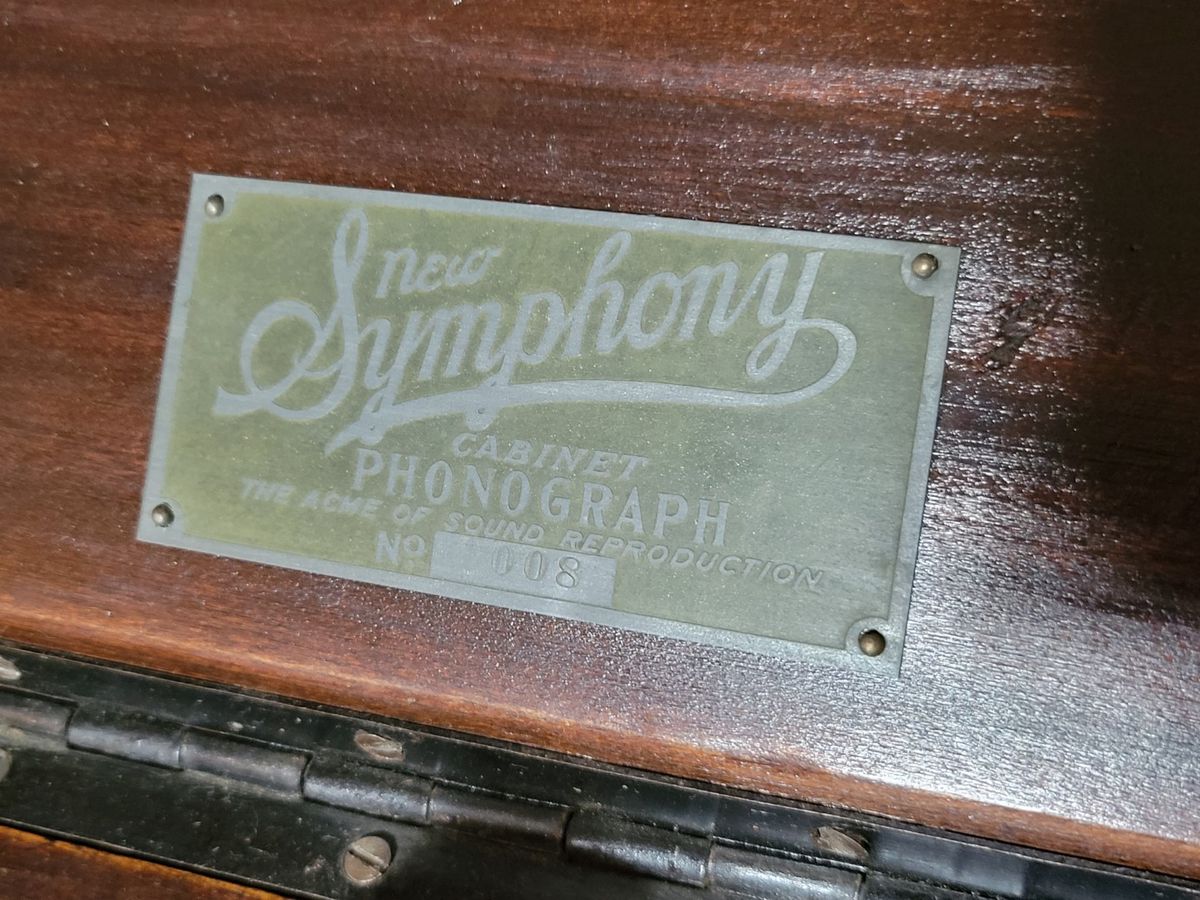 new
Symphony
CABINET
PHONOGRAPH
THE ACME OF SOUND REPRODUCTION
No 008